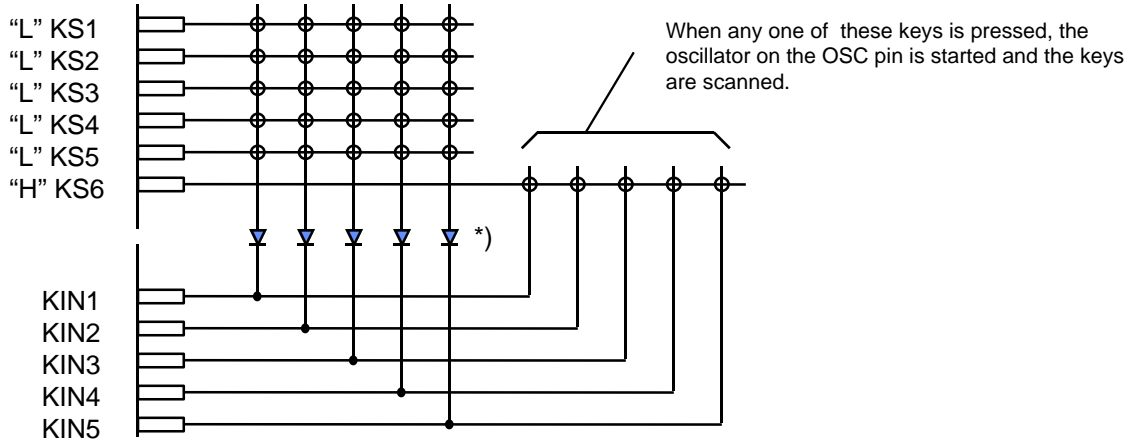 “L” KS1
“L” KS2
“L” KS3
“L” KS4
“L” KS5
“H” KS6
When any one of these keys is pressed, the
oscillator on the OSC pin is started and the keys
are scanned.
*)
KIN1
KIN2
KIN3
KIN4
KIN5